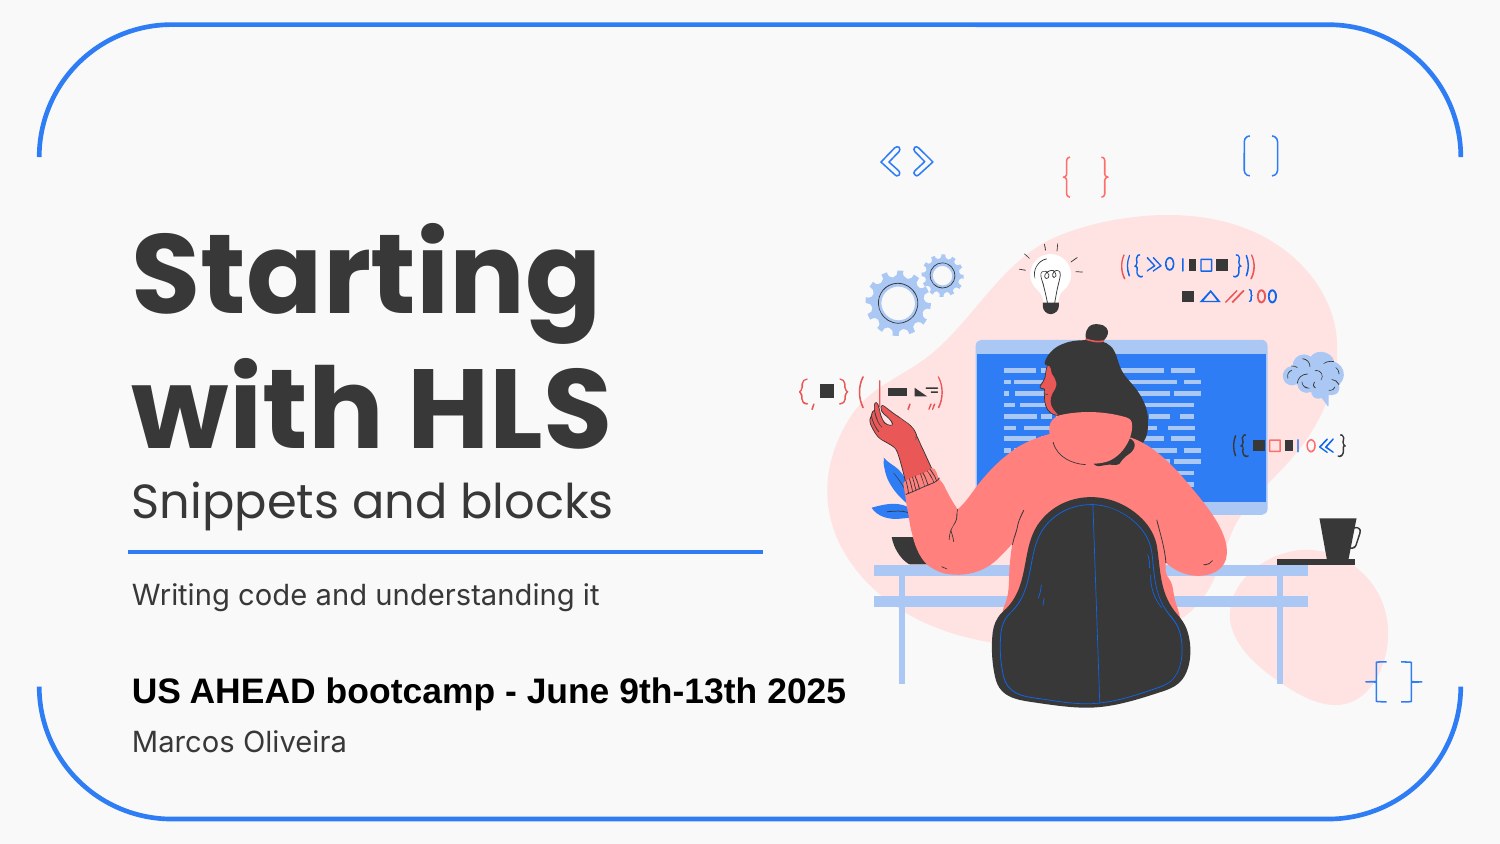 Starting
with HLS
Snippets and blocks
Writing code and understanding it
US AHEAD bootcamp - June 9th-13th 2025
Marcos Oliveira